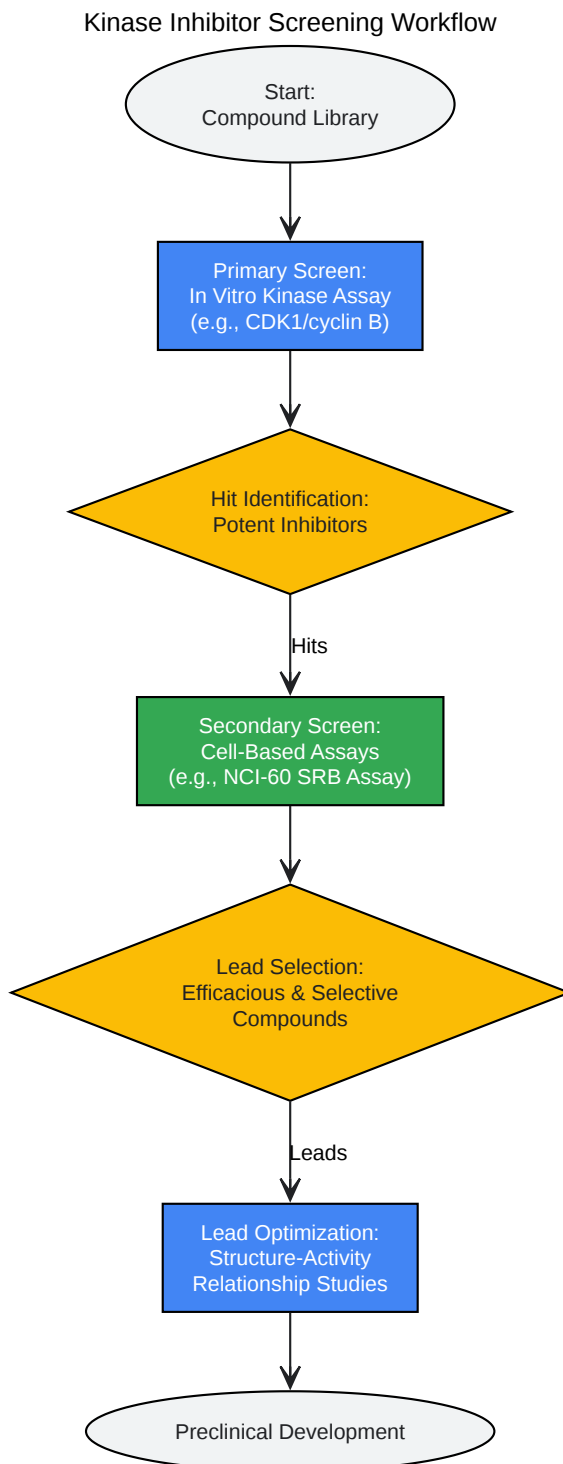 Kinase Inhibitor Screening Workflow
Start:
Compound Library
Primary Screen:
In Vitro Kinase Assay
(e.g., CDK1/cyclin B)
Hit Identification:
Potent Inhibitors
Hits
Secondary Screen:
Cell-Based Assays
(e.g., NCI-60 SRB Assay)
Lead Selection:
Efficacious & Selective
Compounds
Leads
Lead Optimization:
Structure-Activity
Relationship Studies
Preclinical Development